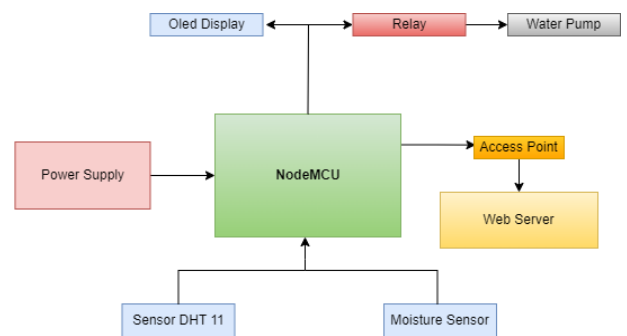 Oled Display
Relay
Water Pump
Power Supply
NodeMCU
Access Point
Web Server
Sensor DHT 11
Moisture Sensor